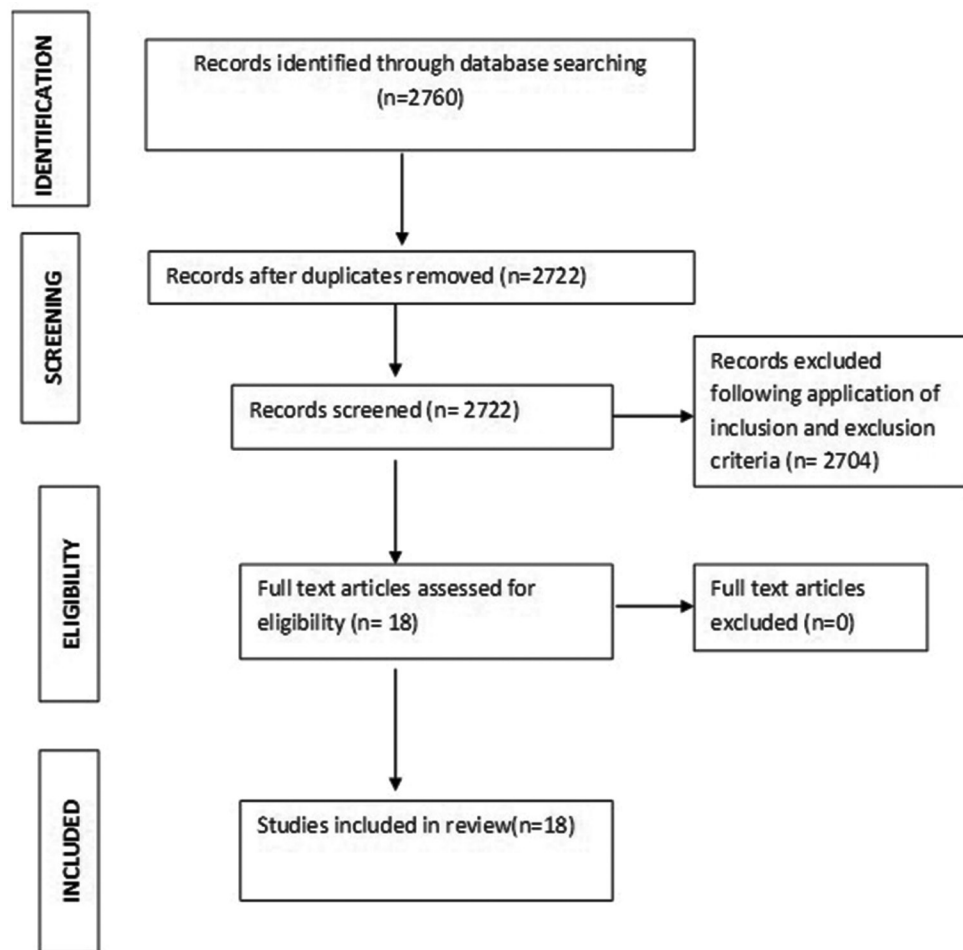 IDENTIFICATION
Records identified through database searching
(n=2760)
SCREENING
Records after duplicates removed (n=2722)
Records screened (n= 2722)
Records excluded
following application of
inclusion and exclusion
criteria (n= 2704)
ELIGIBILITY
Full text articles assessed for
eligibility (n= 18)
Full text articles
excluded (n=0)
INCLUDED
Studies included in review(n=18)